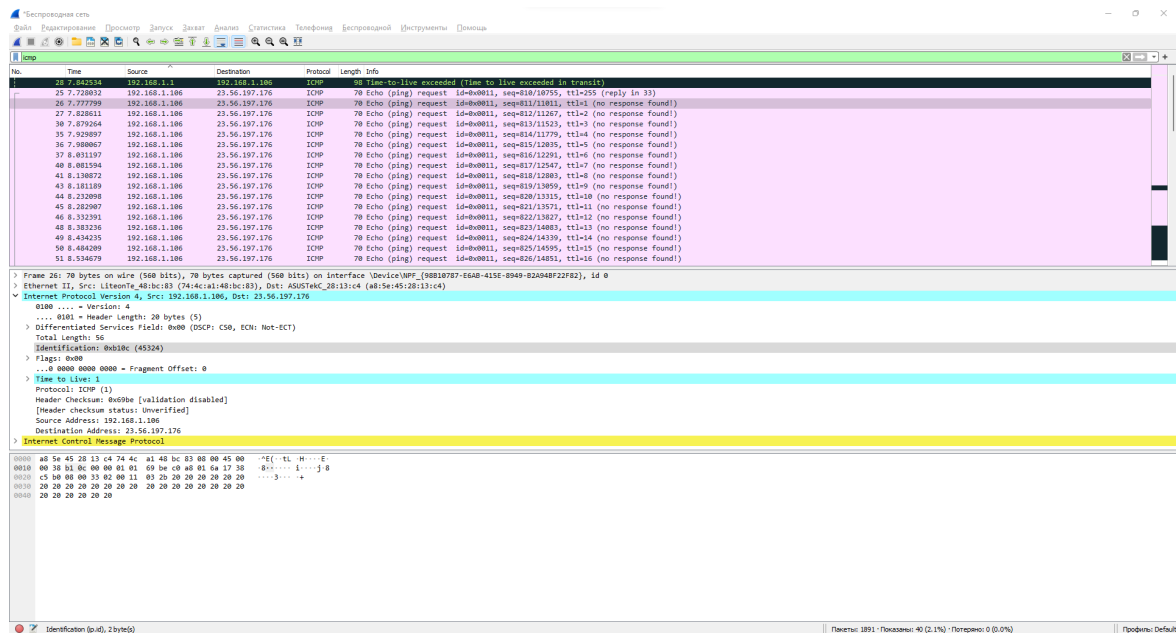 *Беспроводная сеть
Файл Редактирование Просмотр Запуск Захват Анализ Статистика Телефония Беспроводной Инструменты Помощь
icmp
No. Time Source Destination Protocol Length Info
28 7.842534 192.168.1.1 192.168.1.106 ICMP 98 Time-to-live exceeded (Time to live exceeded in transit)
25 7.728032 192.168.1.106 23.56.197.176 ICMP 70 Echo (ping) request id=0x0011, seq=810/10755, ttl=255 (reply in 33)
26 7.777799 192.168.1.106 23.56.197.176 ICMP 70 Echo (ping) request id=0x0011, seq=811/11011, ttl=1 (no response found!)
27 7.828611 192.168.1.106 23.56.197.176 ICMP 70 Echo (ping) request id=0x0011, seq=812/11267, ttl=2 (no response found!)
30 7.879264 192.168.1.106 23.56.197.176 ICMP 70 Echo (ping) request id=0x0011, seq=813/11523, ttl=3 (no response found!)
35 7.929897 192.168.1.106 23.56.197.176 ICMP 70 Echo (ping) request id=0x0011, seq=814/11779, ttl=4 (no response found!)
36 7.980067 192.168.1.106 23.56.197.176 ICMP 70 Echo (ping) request id=0x0011, seq=815/12035, ttl=5 (no response found!)
37 8.031197 192.168.1.106 23.56.197.176 ICMP 70 Echo (ping) request id=0x0011, seq=816/12291, ttl=6 (no response found!)
40 8.081594 192.168.1.106 23.56.197.176 ICMP 70 Echo (ping) request id=0x0011, seq=817/12547, ttl=7 (no response found!)
41 8.130872 192.168.1.106 23.56.197.176 ICMP 70 Echo (ping) request id=0x0011, seq=818/12803, ttl=8 (no response found!)
43 8.181189 192.168.1.106 23.56.197.176 ICMP 70 Echo (ping) request id=0x0011, seq=819/13059, ttl=9 (no response found!)
44 8.232098 192.168.1.106 23.56.197.176 ICMP 70 Echo (ping) request id=0x0011, seq=820/13315, ttl=10 (no response found!)
45 8.282907 192.168.1.106 23.56.197.176 ICMP 70 Echo (ping) request id=0x0011, seq=821/13571, ttl=11 (no response found!)
46 8.332391 192.168.1.106 23.56.197.176 ICMP 70 Echo (ping) request id=0x0011, seq=822/13827, ttl=12 (no response found!)
48 8.383236 192.168.1.106 23.56.197.176 ICMP 70 Echo (ping) request id=0x0011, seq=823/14083, ttl=13 (no response found!)
49 8.434235 192.168.1.106 23.56.197.176 ICMP 70 Echo (ping) request id=0x0011, seq=824/14339, ttl=14 (no response found!)
50 8.484209 192.168.1.106 23.56.197.176 ICMP 70 Echo (ping) request id=0x0011, seq=825/14595, ttl=15 (no response found!)
51 8.534679 192.168.1.106 23.56.197.176 ICMP 70 Echo (ping) request id=0x0011, seq=826/14851, ttl=16 (no response found!)
> Frame 26: 70 bytes on wire (560 bits), 70 bytes captured (560 bits) on interface \Device\NPF_{98B10787-E6AB-415E-8949-B2A94BF22F82}, id 0
> Ethernet II, Src: LiteonTe_48:bc:83 (74:4c:a1:48:bc:83), Dst: ASUSTekC_28:13:c4 (a8:5e:45:28:13:c4)
Internet Protocol Version 4, Src: 192.168.1.106, Dst: 23.56.197.176
0100 .... = Version: 4
.... 0101 = Header Length: 20 bytes (5)
> Differentiated Services Field: 0x00 (DSCP: CS0, ECN: Not-ECT)
Total Length: 56
Identification: 0xb10c (45324)
> Flags: 0x00
...0 0000 0000 0000 = Fragment Offset: 0
> Time to Live: 1
Protocol: ICMP (1)
Header Checksum: 0x69be [validation disabled]
[Header checksum status: Unverified]
Source Address: 192.168.1.106
Destination Address: 23.56.197.176
> Internet Control Message Protocol
0000 a8 5e 45 28 13 c4 74 4c a1 48 bc 83 08 00 45 00 ·^E(··tL ·H····E·
0010 00 38 b1 0c 00 00 01 01 69 be c0 a8 01 6a 17 38 ·8······ i····j·8
0020 c5 b0 08 00 33 02 00 11 03 2b 20 20 20 20 20 20 ····3··· ·+
0030 20 20 20 20 20 20 20 20 20 20 20 20 20 20 20 20
0040 20 20 20 20 20 20
Identification (ip.id), 2 byte(s)
Пакеты: 1891 · Показаны: 40 (2.1%) · Потеряно: 0 (0.0%)
Профиль: Default